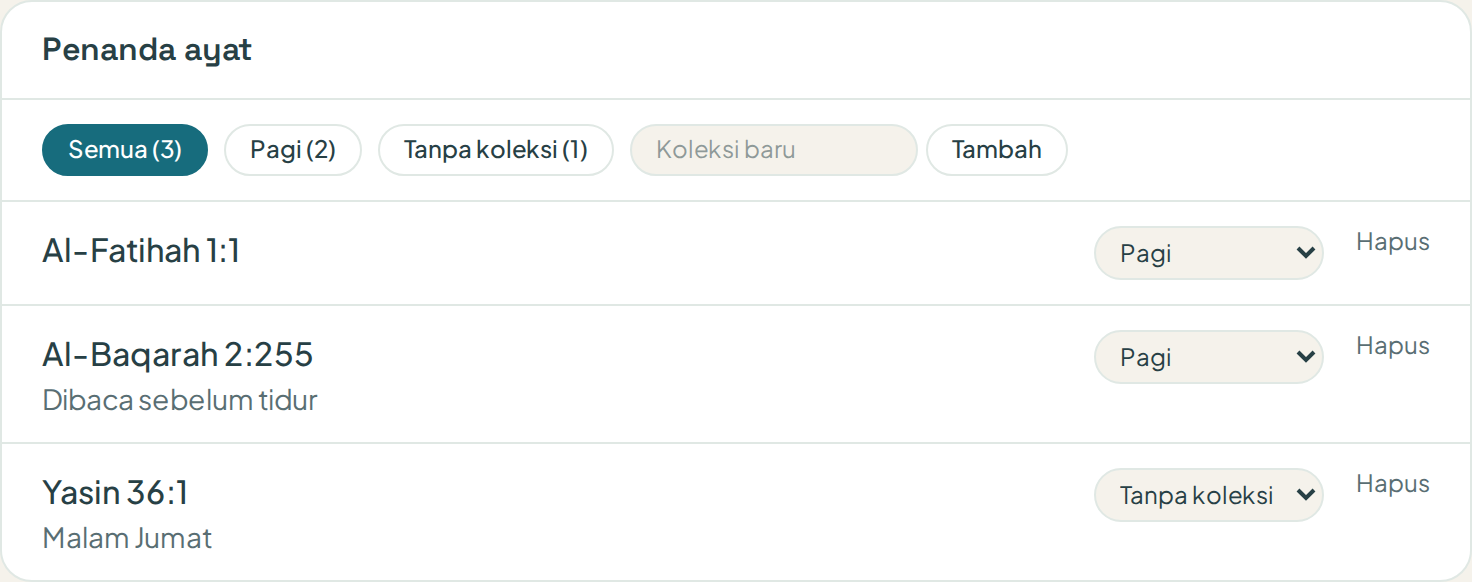 Penanda ayat
Semua (3) Pagi (2) Tanpa koleksi (1) Koleksi baru Tambah
Al-Fatihah 1:1 Pagi Hapus
Al-Baqarah 2:255 Pagi Hapus
Dibaca sebelum tidur
Yasin 36:1 Tanpa koleksi Hapus
Malam Jumat